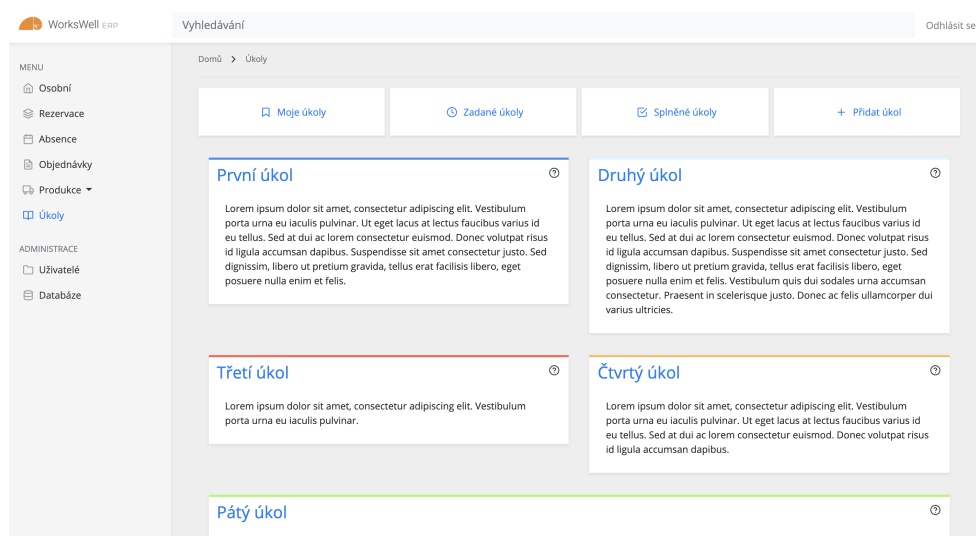 WorksWell ERP
Vyhledávání
Odhlásit se
MENU
Osobní
Rezervace
Absence
Objednávky
Produkce
Úkoly
ADMINISTRACE
Uživatelé
Databáze
Domů > Úkoly
Moje úkoly
Zadané úkoly
Splněné úkoly
+ Přidat úkol
První úkol
Lorem ipsum dolor sit amet, consectetur adipiscing elit. Vestibulum
porta urna eu iaculis pulvinar. Ut eget lacus at lectus faucibus varius id
eu tellus. Sed at dui ac lorem consectetur euismod. Donec volutpat risus
id ligula accumsan dapibus. Suspendisse sit amet consectetur justo. Sed
dignissim, libero ut pretium gravida, tellus erat facilisis libero, eget
posuere nulla enim et felis.
Druhý úkol
Lorem ipsum dolor sit amet, consectetur adipiscing elit. Vestibulum
porta urna eu iaculis pulvinar. Ut eget lacus at lectus faucibus varius id
eu tellus. Sed at dui ac lorem consectetur euismod. Donec volutpat risus
id ligula accumsan dapibus. Suspendisse sit amet consectetur justo. Sed
dignissim, libero ut pretium gravida, tellus erat facilisis libero, eget
posuere nulla enim et felis. Vestibulum quis dui sodales urna accumsan
consectetur. Praesent in scelerisque justo. Donec ac felis ullamcorper dui
varius ultricies.
Třetí úkol
Lorem ipsum dolor sit amet, consectetur adipiscing elit. Vestibulum
porta urna eu iaculis pulvinar.
Čtvrtý úkol
Lorem ipsum dolor sit amet, consectetur adipiscing elit. Vestibulum
porta urna eu iaculis pulvinar. Ut eget lacus at lectus faucibus varius id
eu tellus. Sed at dui ac lorem consectetur euismod. Donec volutpat risus
id ligula accumsan dapibus.
Pátý úkol